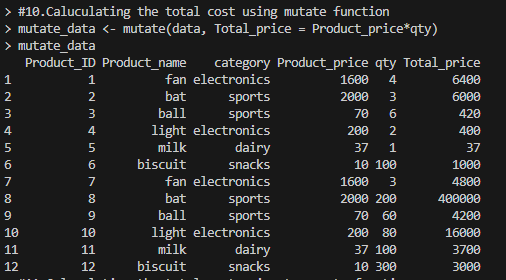 > #10.Caluculating the total cost using mutate function
> mutate_data <- mutate(data, Total_price = Product_price*qty)
> mutate_data
   Product_ID Product_name    category Product_price qty Total_price
1           1          fan electronics          1600   4        6400
2           2          bat      sports          2000   3        6000
3           3         ball      sports            70   6         420
4           4        light electronics           200   2         400
5           5         milk       dairy            37   1          37
6           6      biscuit      snacks            10 100        1000
7           7          fan electronics          1600   3        4800
8           8          bat      sports          2000 200      400000
9           9         ball      sports            70  60        4200
10         10        light electronics           200  80       16000
11         11         milk       dairy            37 100        3700
12         12      biscuit      snacks            10 300        3000